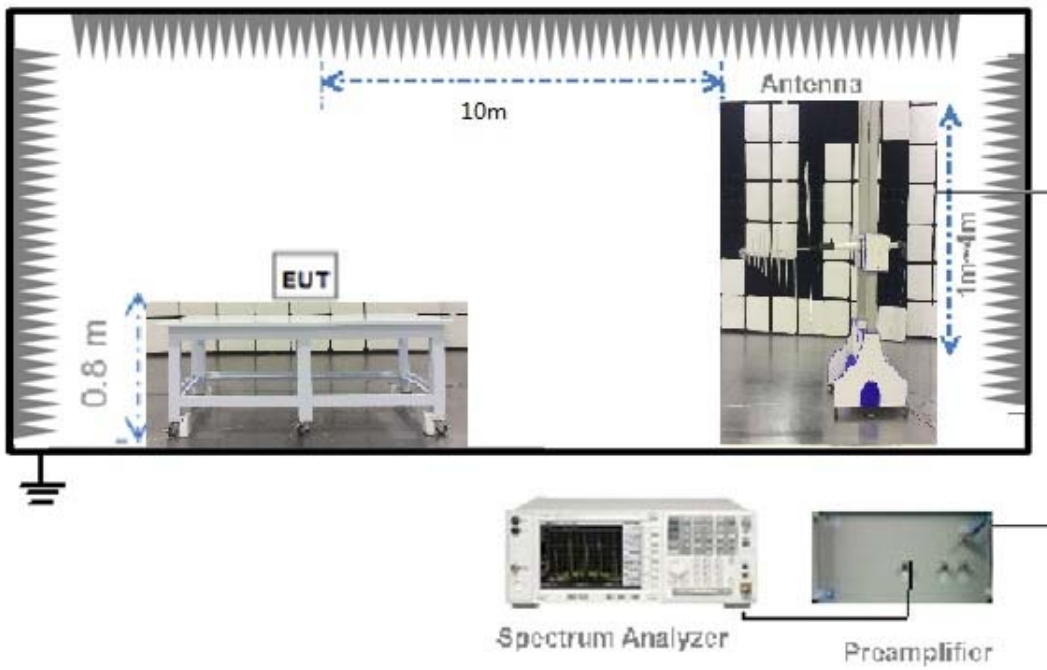 10m
Antenna
1m~4m
EUT
0.8 m
Spectrum Analyzer
Preamplifier